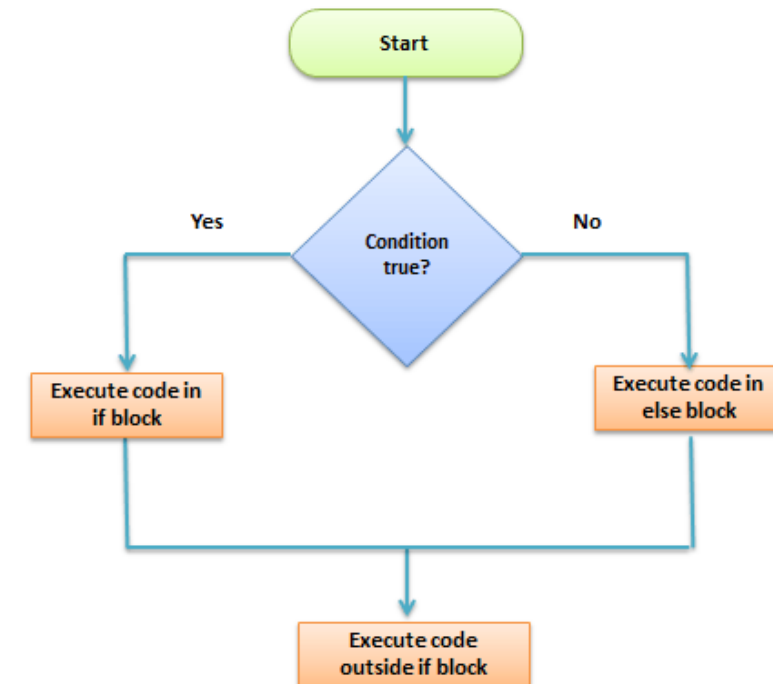 Start
Yes
No
Condition
true?
Execute code in
if block
Execute code in
else block
Execute code
outside if block